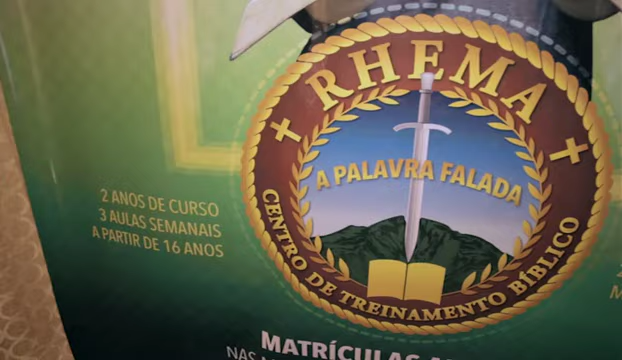 RHEMA
A PALAVRA FALADA
CENTRO DE TREINAMENTO BÍBLICO
2 ANOS DE CURSO
3 AULAS SEMANAIS
A PARTIR DE 16 ANOS
MATRÍCULAS
NAS